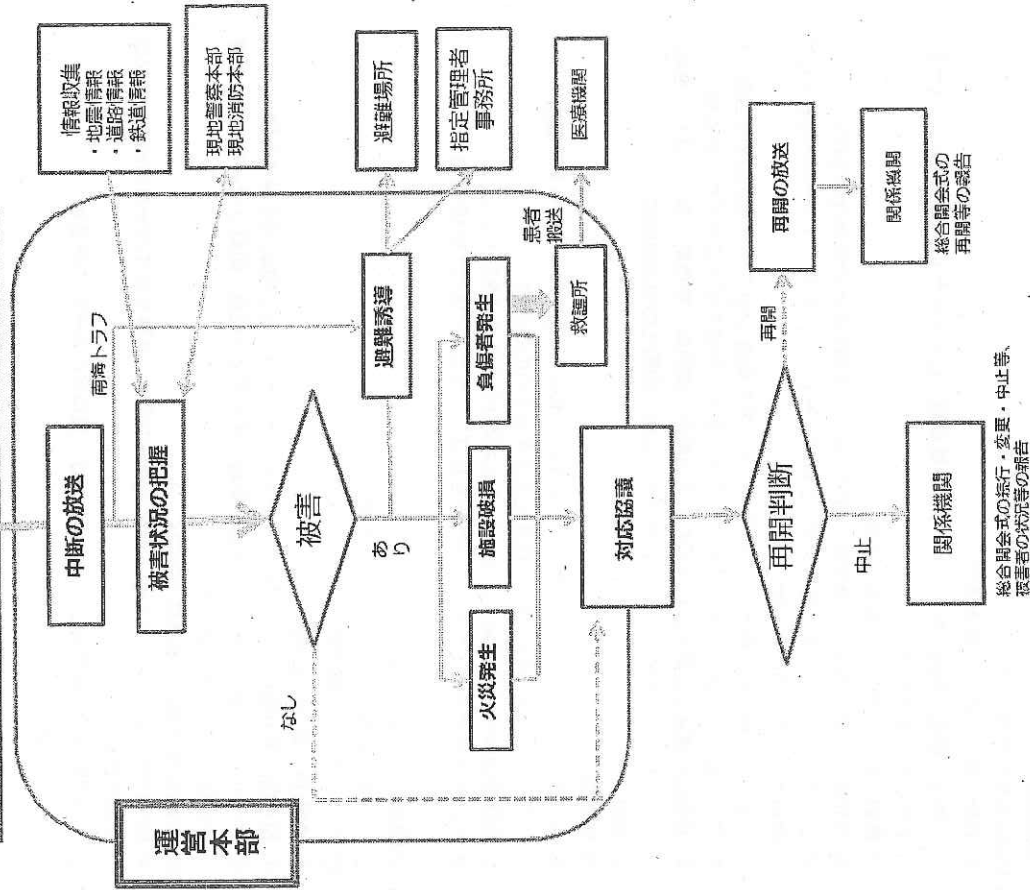 運営
本部
中断の放送
南海トラフ
情報収集
・地震情報
・道路情報
・鉄道情報
被害状況の把握
現地警察本部
現地消防本部
被害
なし
あり
避難誘導
避難場所
指定管理者
事務所
火災発生
施設破損
負傷者発生
患者
搬送
救護所
医療機関
対応協議
再開判断
再開
再開の放送
関係機関
総合開会式の
再開等の報告
中止
関係機関
総合開会式の続行・変更・中止等、
被害者の状況等の報告